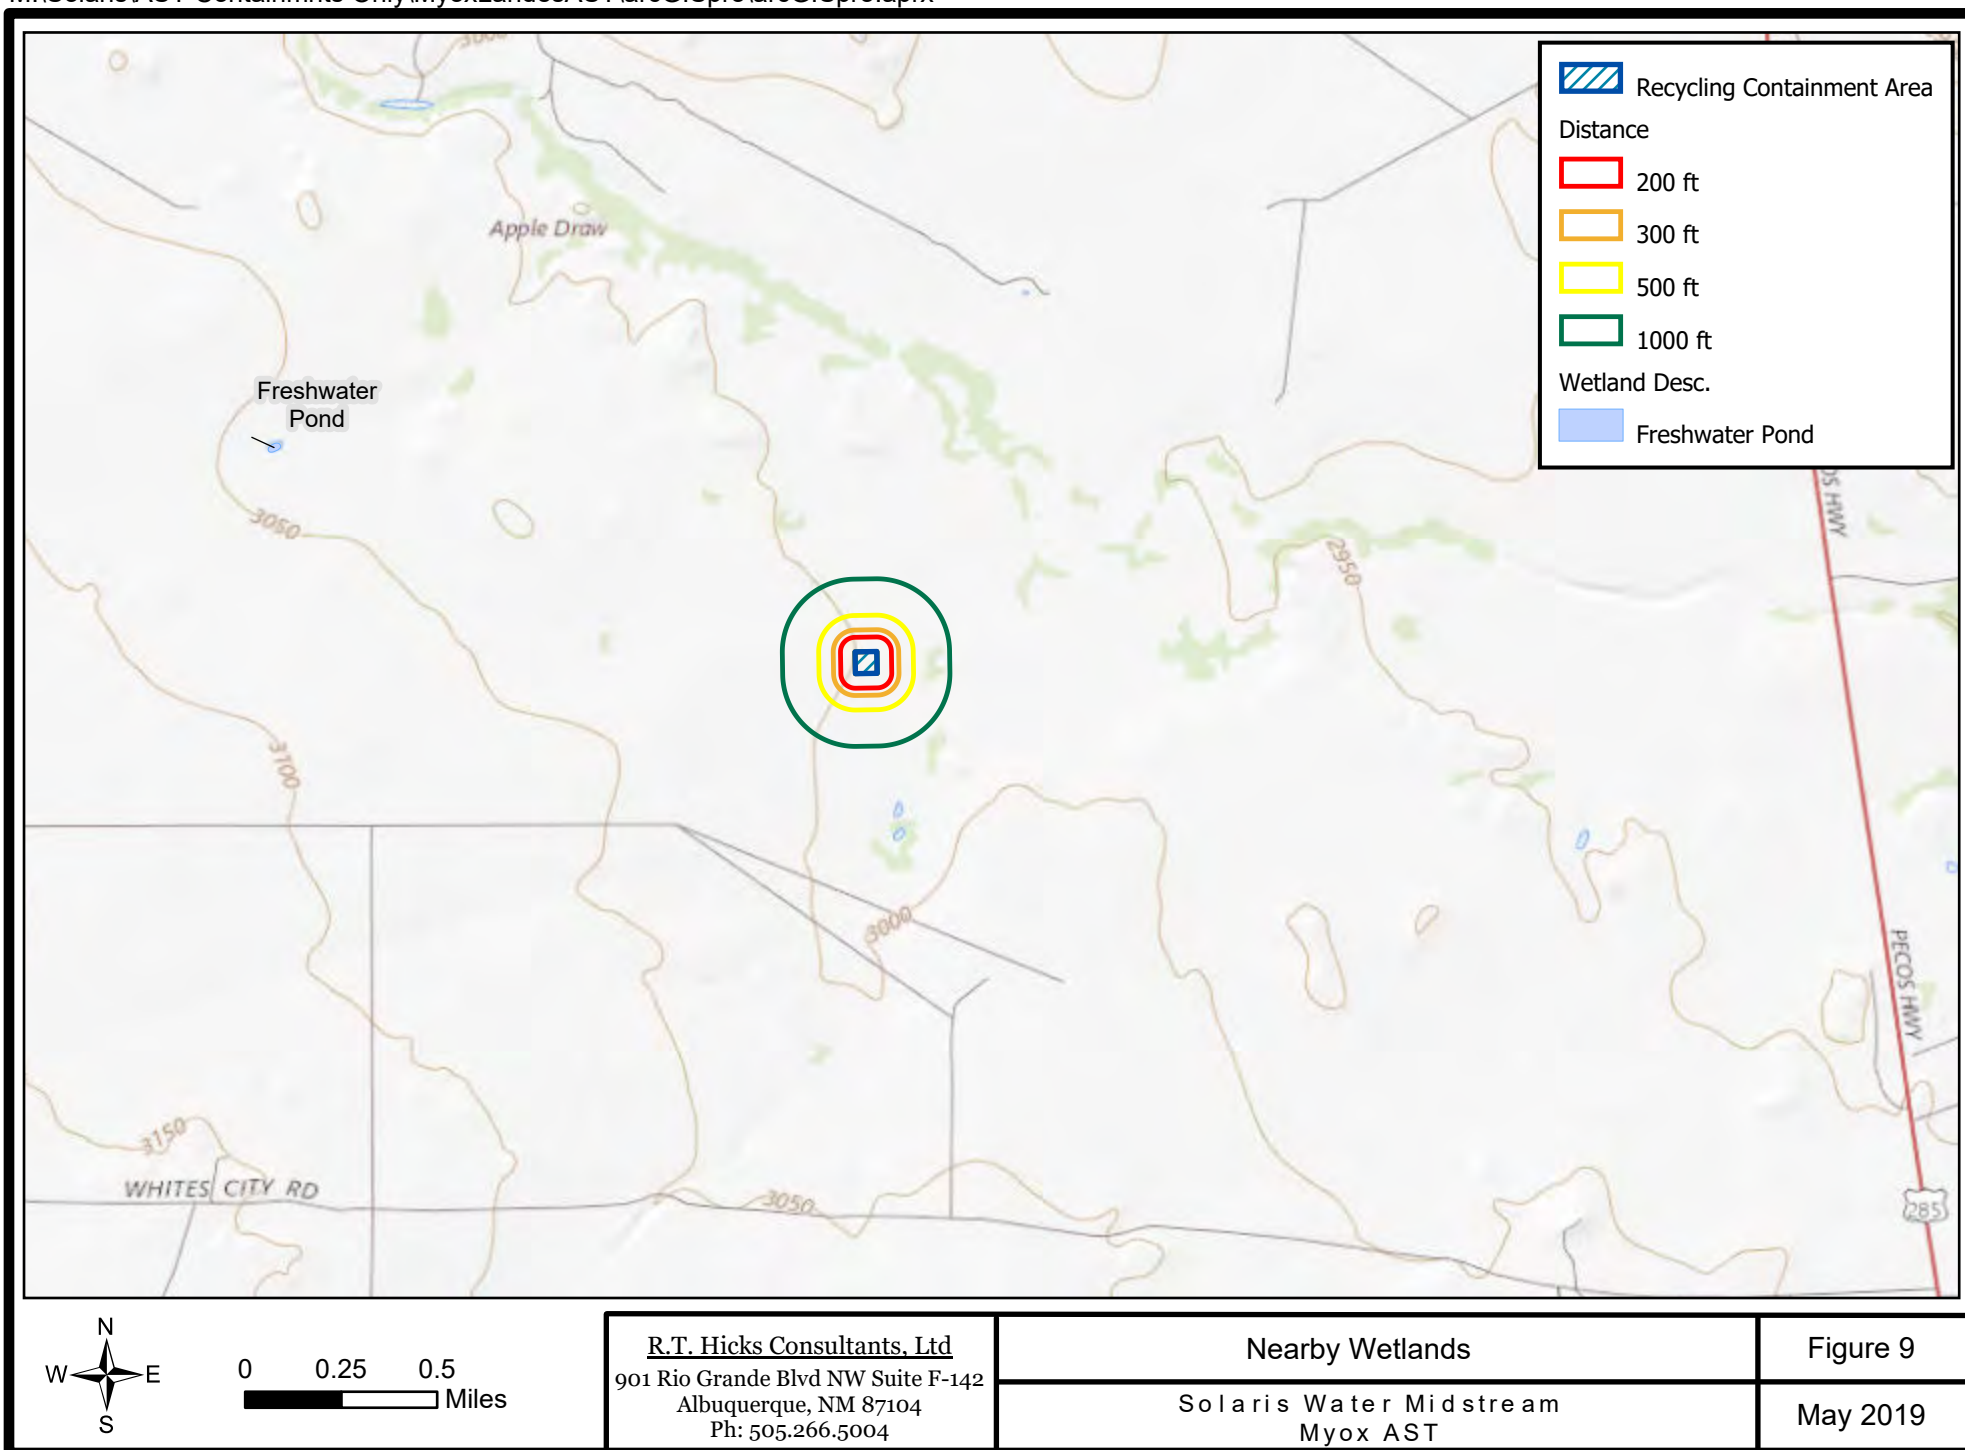 3000
Recycling Containment Area
Distance
200 ft
300 ft
500 ft
1000 ft
Wetland Desc.
Freshwater Pond
Apple Draw
Freshwater
Pond
3050
2950
HWY
3100
3000
PECOS HWY
3150
WHITES CITY RD
3050
285
N
W E
S
0 0.25 0.5
Miles
R.T. Hicks Consultants, Ltd
901 Rio Grande Blvd NW Suite F-142
Albuquerque, NM 87104
Ph: 505.266.5004
Nearby Wetlands
Solaris Water Midstream
Myox AST
Figure 9
May 2019